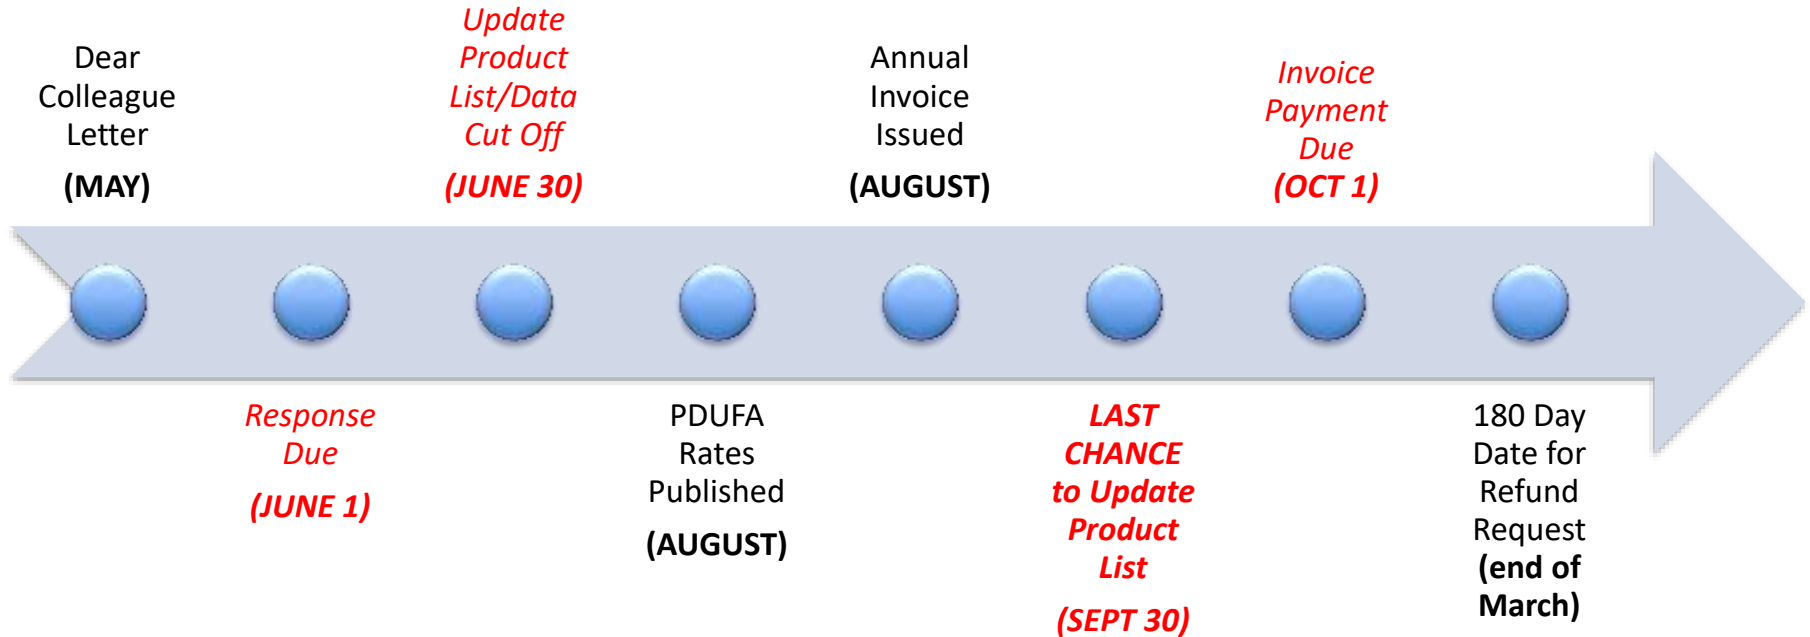 Dear
Colleague
Letter
(MAY)
Response
Due
(JUNE 1)
Update
Product
List/Data
Cut Off
(JUNE 30)
PDUFA
Rates
Published
(AUGUST)
Annual
Invoice
Issued
(AUGUST)
LAST
CHANCE
to Update
Product
List
(SEPT 30)
Invoice
Payment
Due
(OCT 1)
180 Day
Date for
Refund
Request
(end of
March)